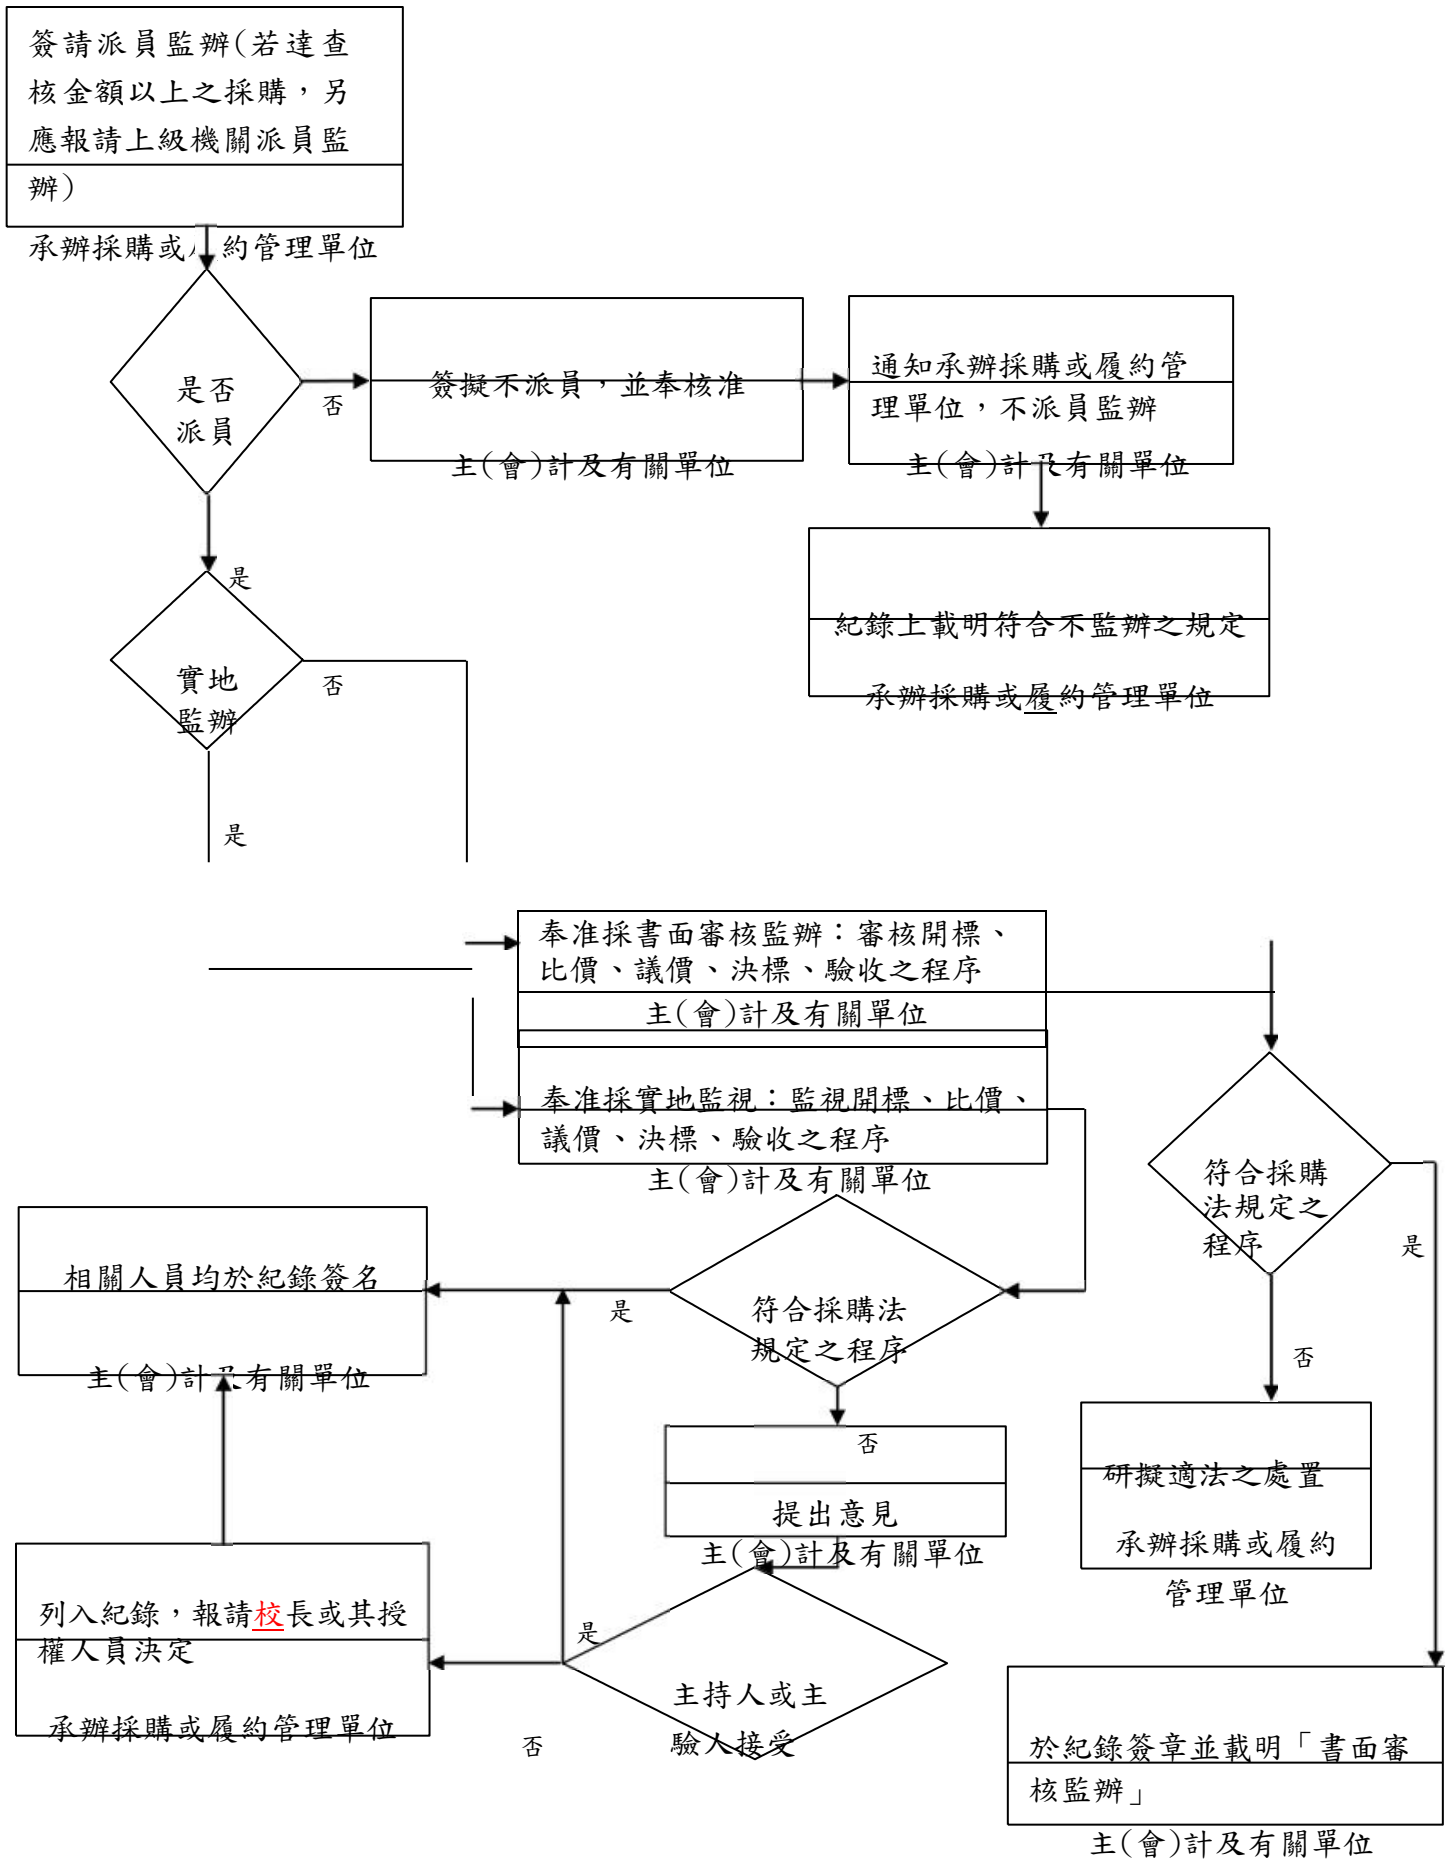 簽請派員監辦(若達查
核金額以上之採購，另
應報請上級機關派員監
辦)
承辦採購或 約管理單位
是否
派員
否
簽擬不派員，並奉核准
主(會)計及有關單位
通知承辦採購或履約管
理單位，不派員監辦
主(會)計及有關單位
紀錄上載明符合不監辦之規定
承辦採購或履約管理單位
是
實地
監辦
否
是
奉准採書面審核監辦：審核開標、
比價、議價、決標、驗收之程序
主(會)計及有關單位
奉准採實地監視：監視開標、比價、
議價、決標、驗收之程序
主(會)計及有關單位
符合採購
法規定之
程序
是
否
相關人員均於紀錄簽名
主(會)計及有關單位
是
符合採購法
規定之程序
否
提出意見
主(會)計及有關單位
研擬適法之處置
承辦採購或履約
管理單位
列入紀錄，報請校長或其授
權人員決定
承辦採購或履約管理單位
是
主持人或主
驗人接受
否
於紀錄簽章並載明「書面審
核監辦」
主(會)計及有關單位